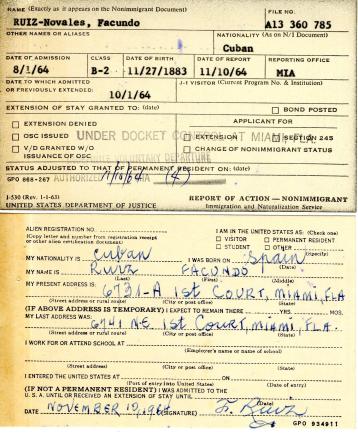 NAME (Exactly as it appears on the Nonimmigrant Document)
FILE NO.
RUIZ-Novales, Facundo
A13 360 785
OTHER NAMES OR ALIASES
NATIONALITY (As on N/I Document)
Cuban
DATE OF ADMISSION CLASS DATE OF BIRTH DATE OF REPORT REPORTING OFFICE
8/1/64 B-2 11/27/1883 11/10/64 MIA
DATE TO WHICH ADMITTED
or PREVIOUSLY EXTENDED:
J-1 VISITOR (Current Program No. & Institution)
10/1/64
EXTENSION OF STAY GRANTED TO: (date)
BOND POSTED
EXTENSION DENIED
APPLICANT FOR
OSC ISSUED
UNDER DOCKET MIAMI, FLA
EXTENSION
SECTION 245
V/D GRANTED W/O
ISSUANCE OF OSC
VOLUNTARY DEPARTURE
CHANGE OF NONIMMIGRANT STATUS
STATUS ADJUSTED TO PERMANENT RESIDENT ON: (date)
GPO 868-267
AUTHORIZED
I-530 (Rev. 1-1-63)
UNITED STATES DEPARTMENT OF JUSTICE
REPORT OF ACTION — NONIMMIGRANT
Immigration and Naturalization Service
ALIEN REGISTRATION NO.
(Copy letter and number from registration receipt
or other alien certification document)
I AM IN THE UNITED STATES AS: (Check one)
VISITOR PERMANENT RESIDENT
STUDENT OTHER (Specify)
MY NATIONALITY IS Cuban I WAS BORN ON Spain
(Date)
MY NAME IS Ruiz FACUNDO
(Last) (First) (Middle)
MY PRESENT ADDRESS IS:
6731-A 1st COURT, MIAMI, FLA
(Street address or rural route) (City or post office) (State)
(IF ABOVE ADDRESS IS TEMPORARY) I EXPECT TO REMAIN THERE YRS. MOS.
MY LAST ADDRESS WAS:
6741 NE 1st Court, MIAMI, FLA.
(Street address or rural route) (City or post office) (State)
I WORK FOR OR ATTEND SCHOOL AT
(Employer's name or name of school)
(Street address or rural route) (City or post office) (State)
I ENTERED THE UNITED STATES AT ON
(Port of entry into United States) (Date of entry)
(IF NOT A PERMANENT RESIDENT) I WAS ADMITTED TO THE
U. S. A. UNTIL OR RECEIVED AN EXTENSION OF STAY UNTIL
(Date)
DATE NOVEMBER 19, 1964 (SIGNATURE) F. Ruiz
GPO 934911